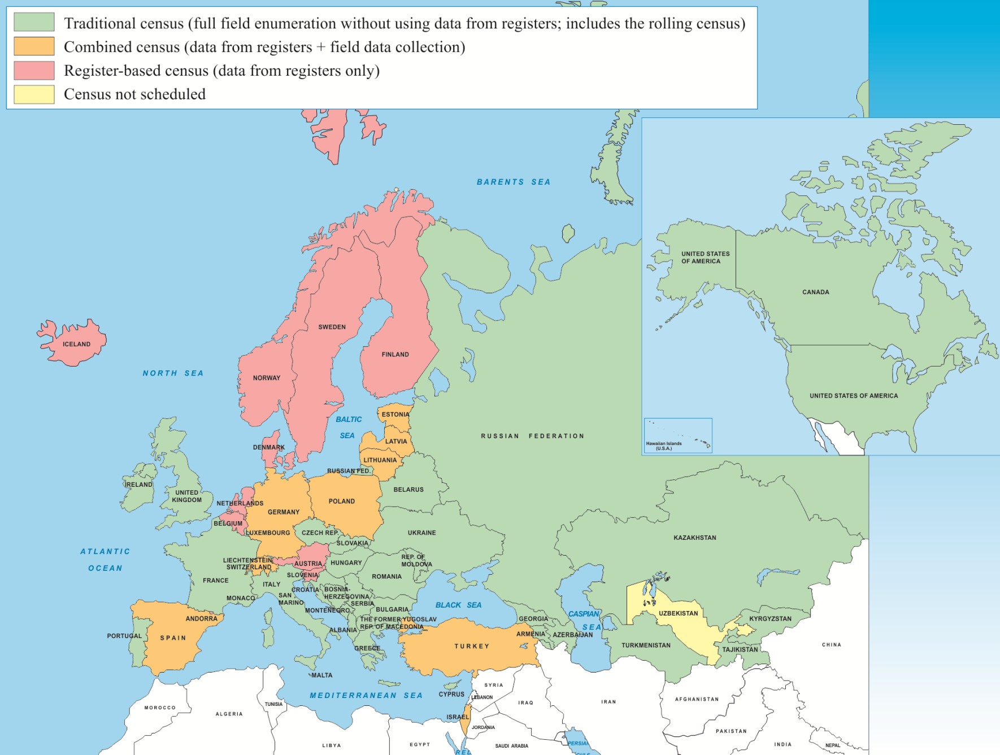 Traditional census (full field enumeration without using data from registers; includes the rolling census)
Combined census (data from registers + field data collection)
Register-based census (data from registers only)
Census not scheduled
BARENTS SEA
UNITED STATES
OF AMERICA
CANADA
SWEDEN
ICELAND
FINLAND
NORTH SEA
NORWAY
UNITED STATES OF AMERICA
ESTONIA
BALTIC
SEA
RUSSIAN FEDERATION
LATVIA
Hawaiian Islands
(U.S.A.)
DENMARK
LITHUANIA
RUSSIAN FED.
IRELAND
BELARUS
UNITED
KINGDOM
NETHERLANDS
POLAND
GERMANY
BELGIUM
LUXEMBOURG
CZECH REP.
UKRAINE
KAZAKHSTAN
SLOVAKIA
ATLANTIC
OCEAN
LIECHTENSTEIN
SWITZERLAND
AUSTRIA
HUNGARY
REP. OF
MOLDOVA
SLOVENIA
ROMANIA
FRANCE
ITALY
CROATIA
BOSNIA-
HERZEGOVINA
MONACO
SAN
MARINO
SERBIA
BLACK SEA
MONTENEGRO
BULGARIA
CASPIAN
SEA
UZBEKISTAN
ANDORRA
THE FORMER YUGOSLAV
REP. OF MACEDONIA
GEORGIA
KYRGYZSTAN
ALBANIA
PORTUGAL
SPAIN
ARMENIA
AZERBAIJAN
TURKEY
TURKMENISTAN
CHINA
GREECE
TAJIKISTAN
MALTA
SYRIA
MEDITERRANEAN SEA
CYPRUS
LEBANON
MOROCCO
TUNISIA
IRAQ
IRAN
AFGHANISTAN
ALGERIA
ISRAEL
JORDANIA
PAKISTAN
LIBYA
EGYPT
SAUDI ARABIA
PERSIAN
GULF
INDIA
NEPAL
RED